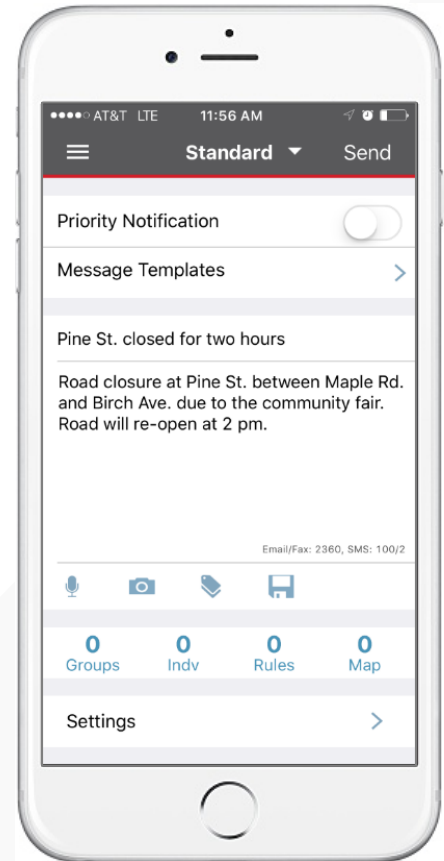 AT&T LTE 11:56 AM
Standard Send
Priority Notification
Message Templates
Pine St. closed for two hours
Road closure at Pine St. between Maple Rd.
and Birch Ave. due to the community fair.
Road will re-open at 2 pm.
Email/Fax: 2360, SMS: 100/2
0 0 0 0
Groups Indv Rules Map
Settings